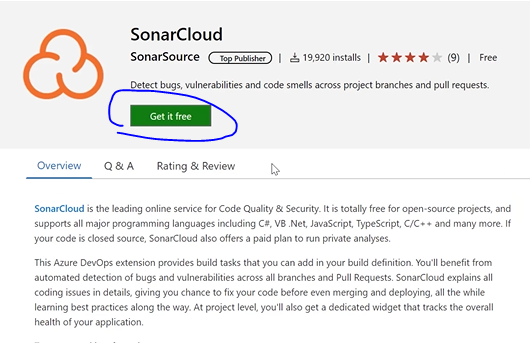 SonarCloud
SonarSource Top Publisher | 19,920 installs | (9) | Free
Detect bugs, vulnerabilities and code smells across project branches and pull requests.
Get it free
Overview Q & A Rating & Review
SonarCloud is the leading online service for Code Quality & Security. It is totally free for open-source projects, and
supports all major programming languages including C#, VB .Net, JavaScript, TypeScript, C/C++ and many more. If
your code is closed source, SonarCloud also offers a paid plan to run private analyses.
This Azure DevOps extension provides build tasks that you can add in your build definition. You'll benefit from
automated detection of bugs and vulnerabilities across all branches and Pull Requests. SonarCloud explains all
coding issues in details, giving you chance to fix your code before even merging and deploying, all the while
learning best practices along the way. At project level, you'll also get a dedicated widget that tracks the overall
health of your application.